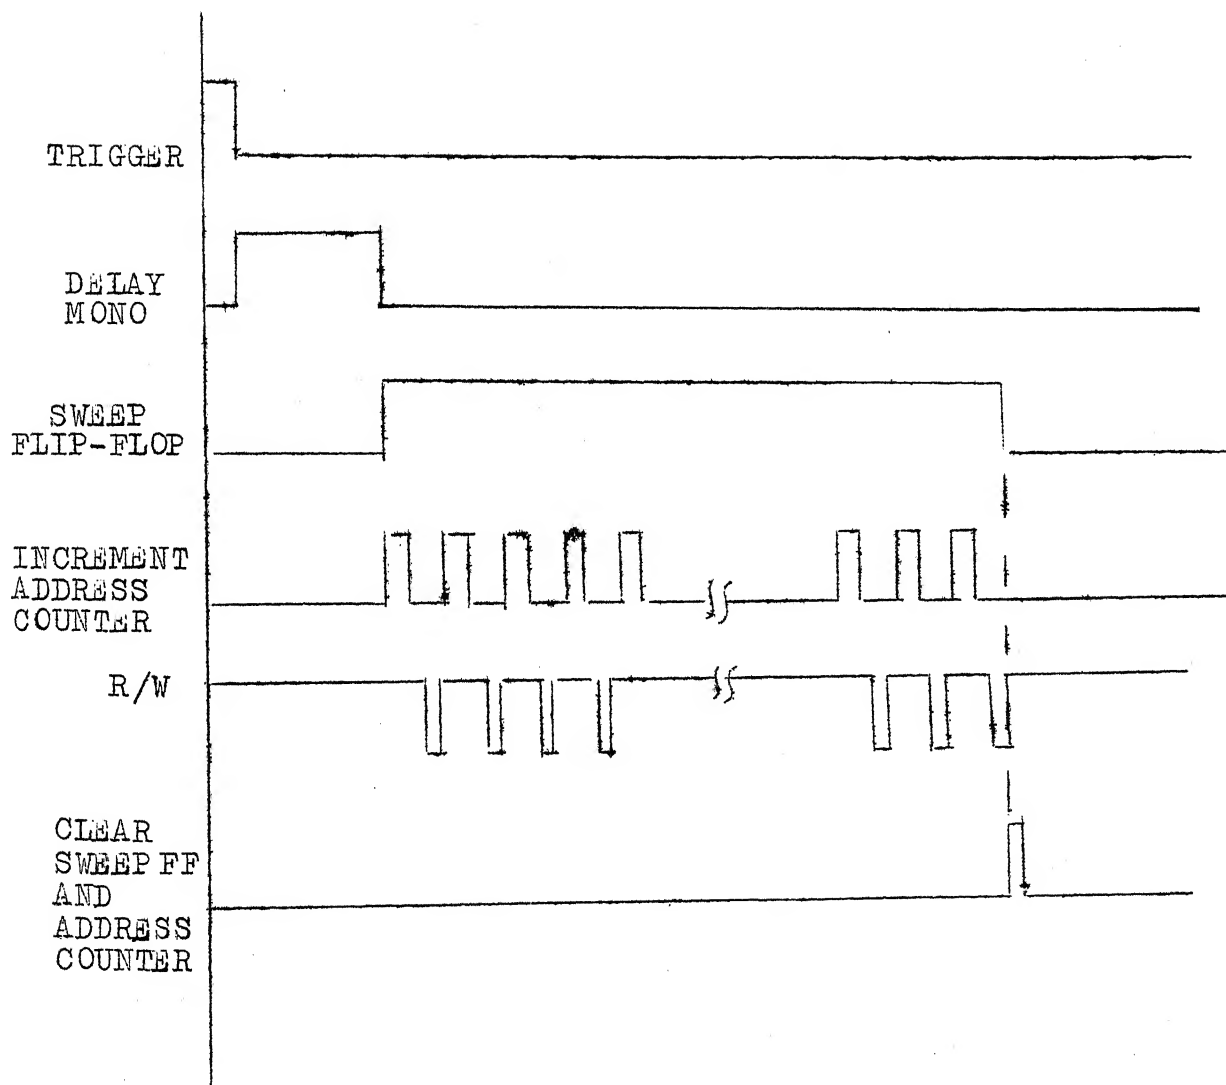 TRIGGER
DELAY
MONO
SWEEP
FLIP-FLOP
INCREMENT
ADDRESS
COUNTER
R/W
CLEAR
SWEEP FF
AND
ADDRESS
COUNTER